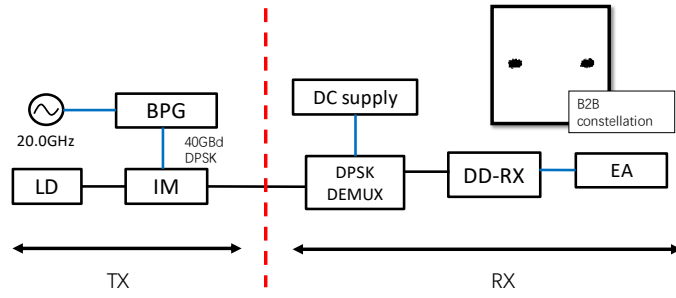 BPG
DC supply
B2B
constellation
20.0GHz
40GBd
DPSK
LD
IM
DPSK
DEMUX
DD-RX
EA
TX
RX